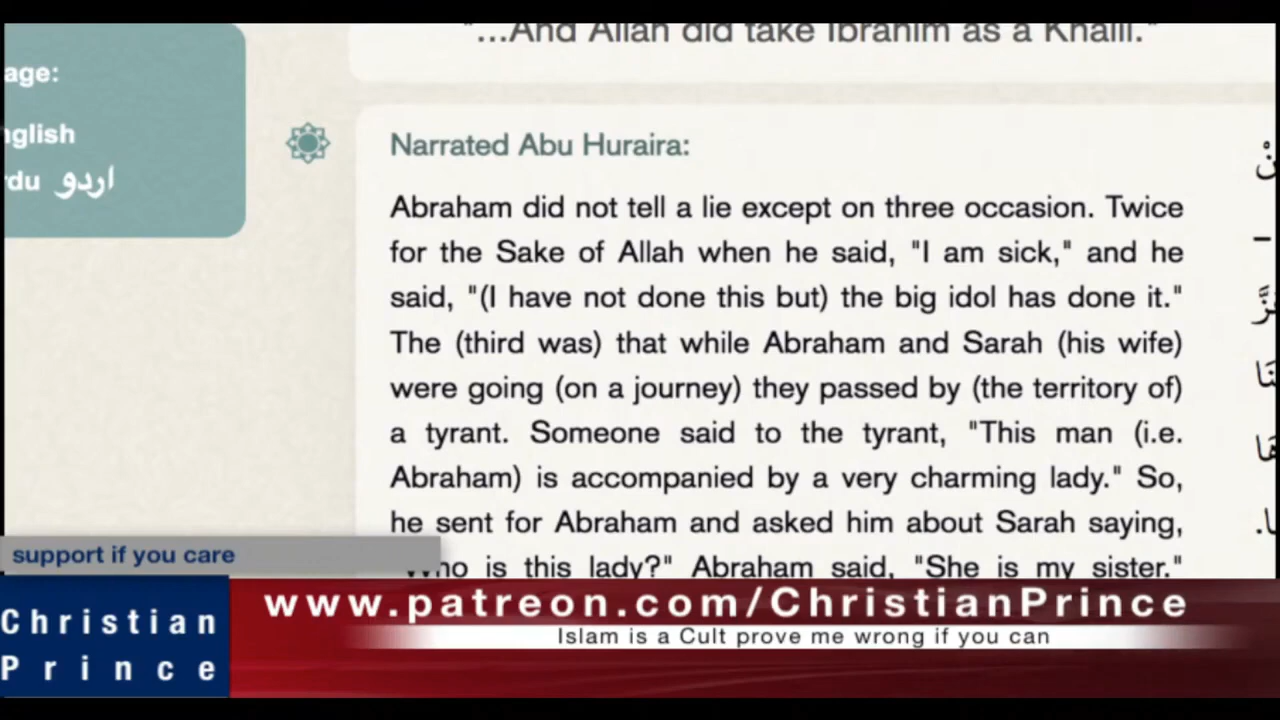 "...And Allah did take Ibrahim as a Khalil."
age:
nglish
rdu اردو
Narrated Abu Huraira:
Abraham did not tell a lie except on three occasion. Twice
for the Sake of Allah when he said, "I am sick," and he
said, "(I have not done this but) the big idol has done it."
The (third was) that while Abraham and Sarah (his wife)
were going (on a journey) they passed by (the territory of)
a tyrant. Someone said to the tyrant, "This man (i.e.
Abraham) is accompanied by a very charming lady." So,
he sent for Abraham and asked him about Sarah saying,
Who is this lady?" Abraham said, "She is my sister."
support if you care
Christian
Prince
www.patreon.com/ChristianPrince
Islam is a Cult prove me wrong if you can